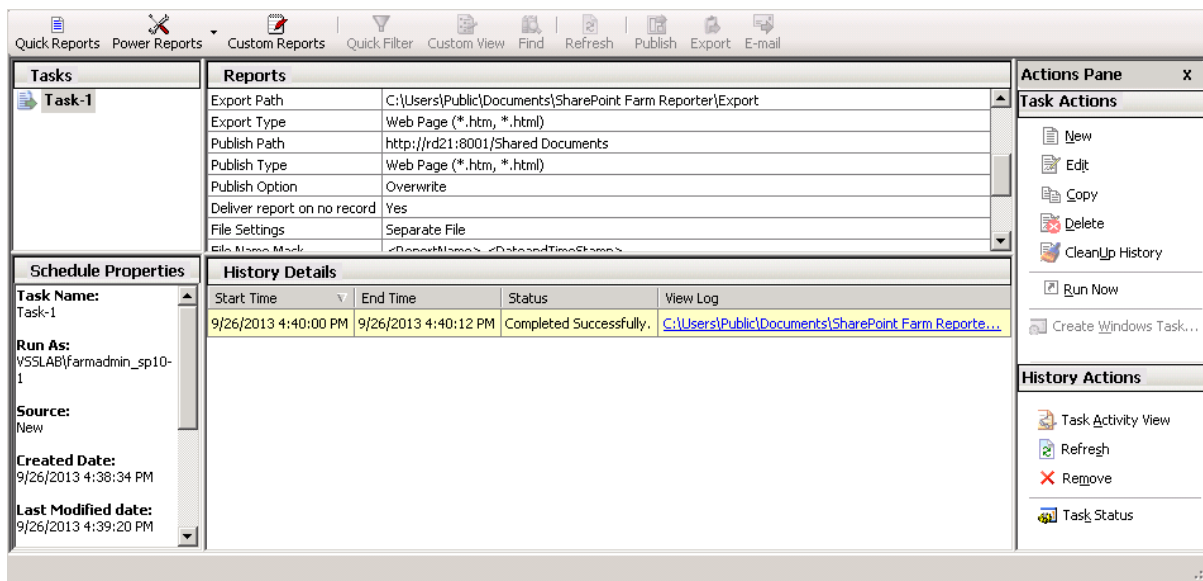 Quick Reports Power Reports Custom Reports Quick Filter Custom View Find Refresh Publish Export E-mail
Tasks
Task-1
Reports
Export Path C:\Users\Public\Documents\SharePoint Farm Reporter\Export
Export Type Web Page (*.htm, *.html)
Publish Path http://rd21:8001/Shared Documents
Publish Type Web Page (*.htm, *.html)
Publish Option Overwrite
Deliver report on no record Yes
File Settings Separate File
File Name Mask <ReportName>_<DateandTimeStamp>
Schedule Properties
Task Name:
Task-1
Run As:
VSSLAB\farmadmin_sp10-
1
Source:
New
Created Date:
9/26/2013 4:38:34 PM
Last Modified date:
9/26/2013 4:39:20 PM
History Details
Start Time End Time Status View Log
9/26/2013 4:40:00 PM 9/26/2013 4:40:12 PM Completed Successfully. C:\Users\Public\Documents\SharePoint Farm Reporte...
Actions Pane X
Task Actions
New
Edit
Copy
Delete
CleanUp History
Run Now
Create Windows Task...
History Actions
Task Activity View
Refresh
Remove
Task Status